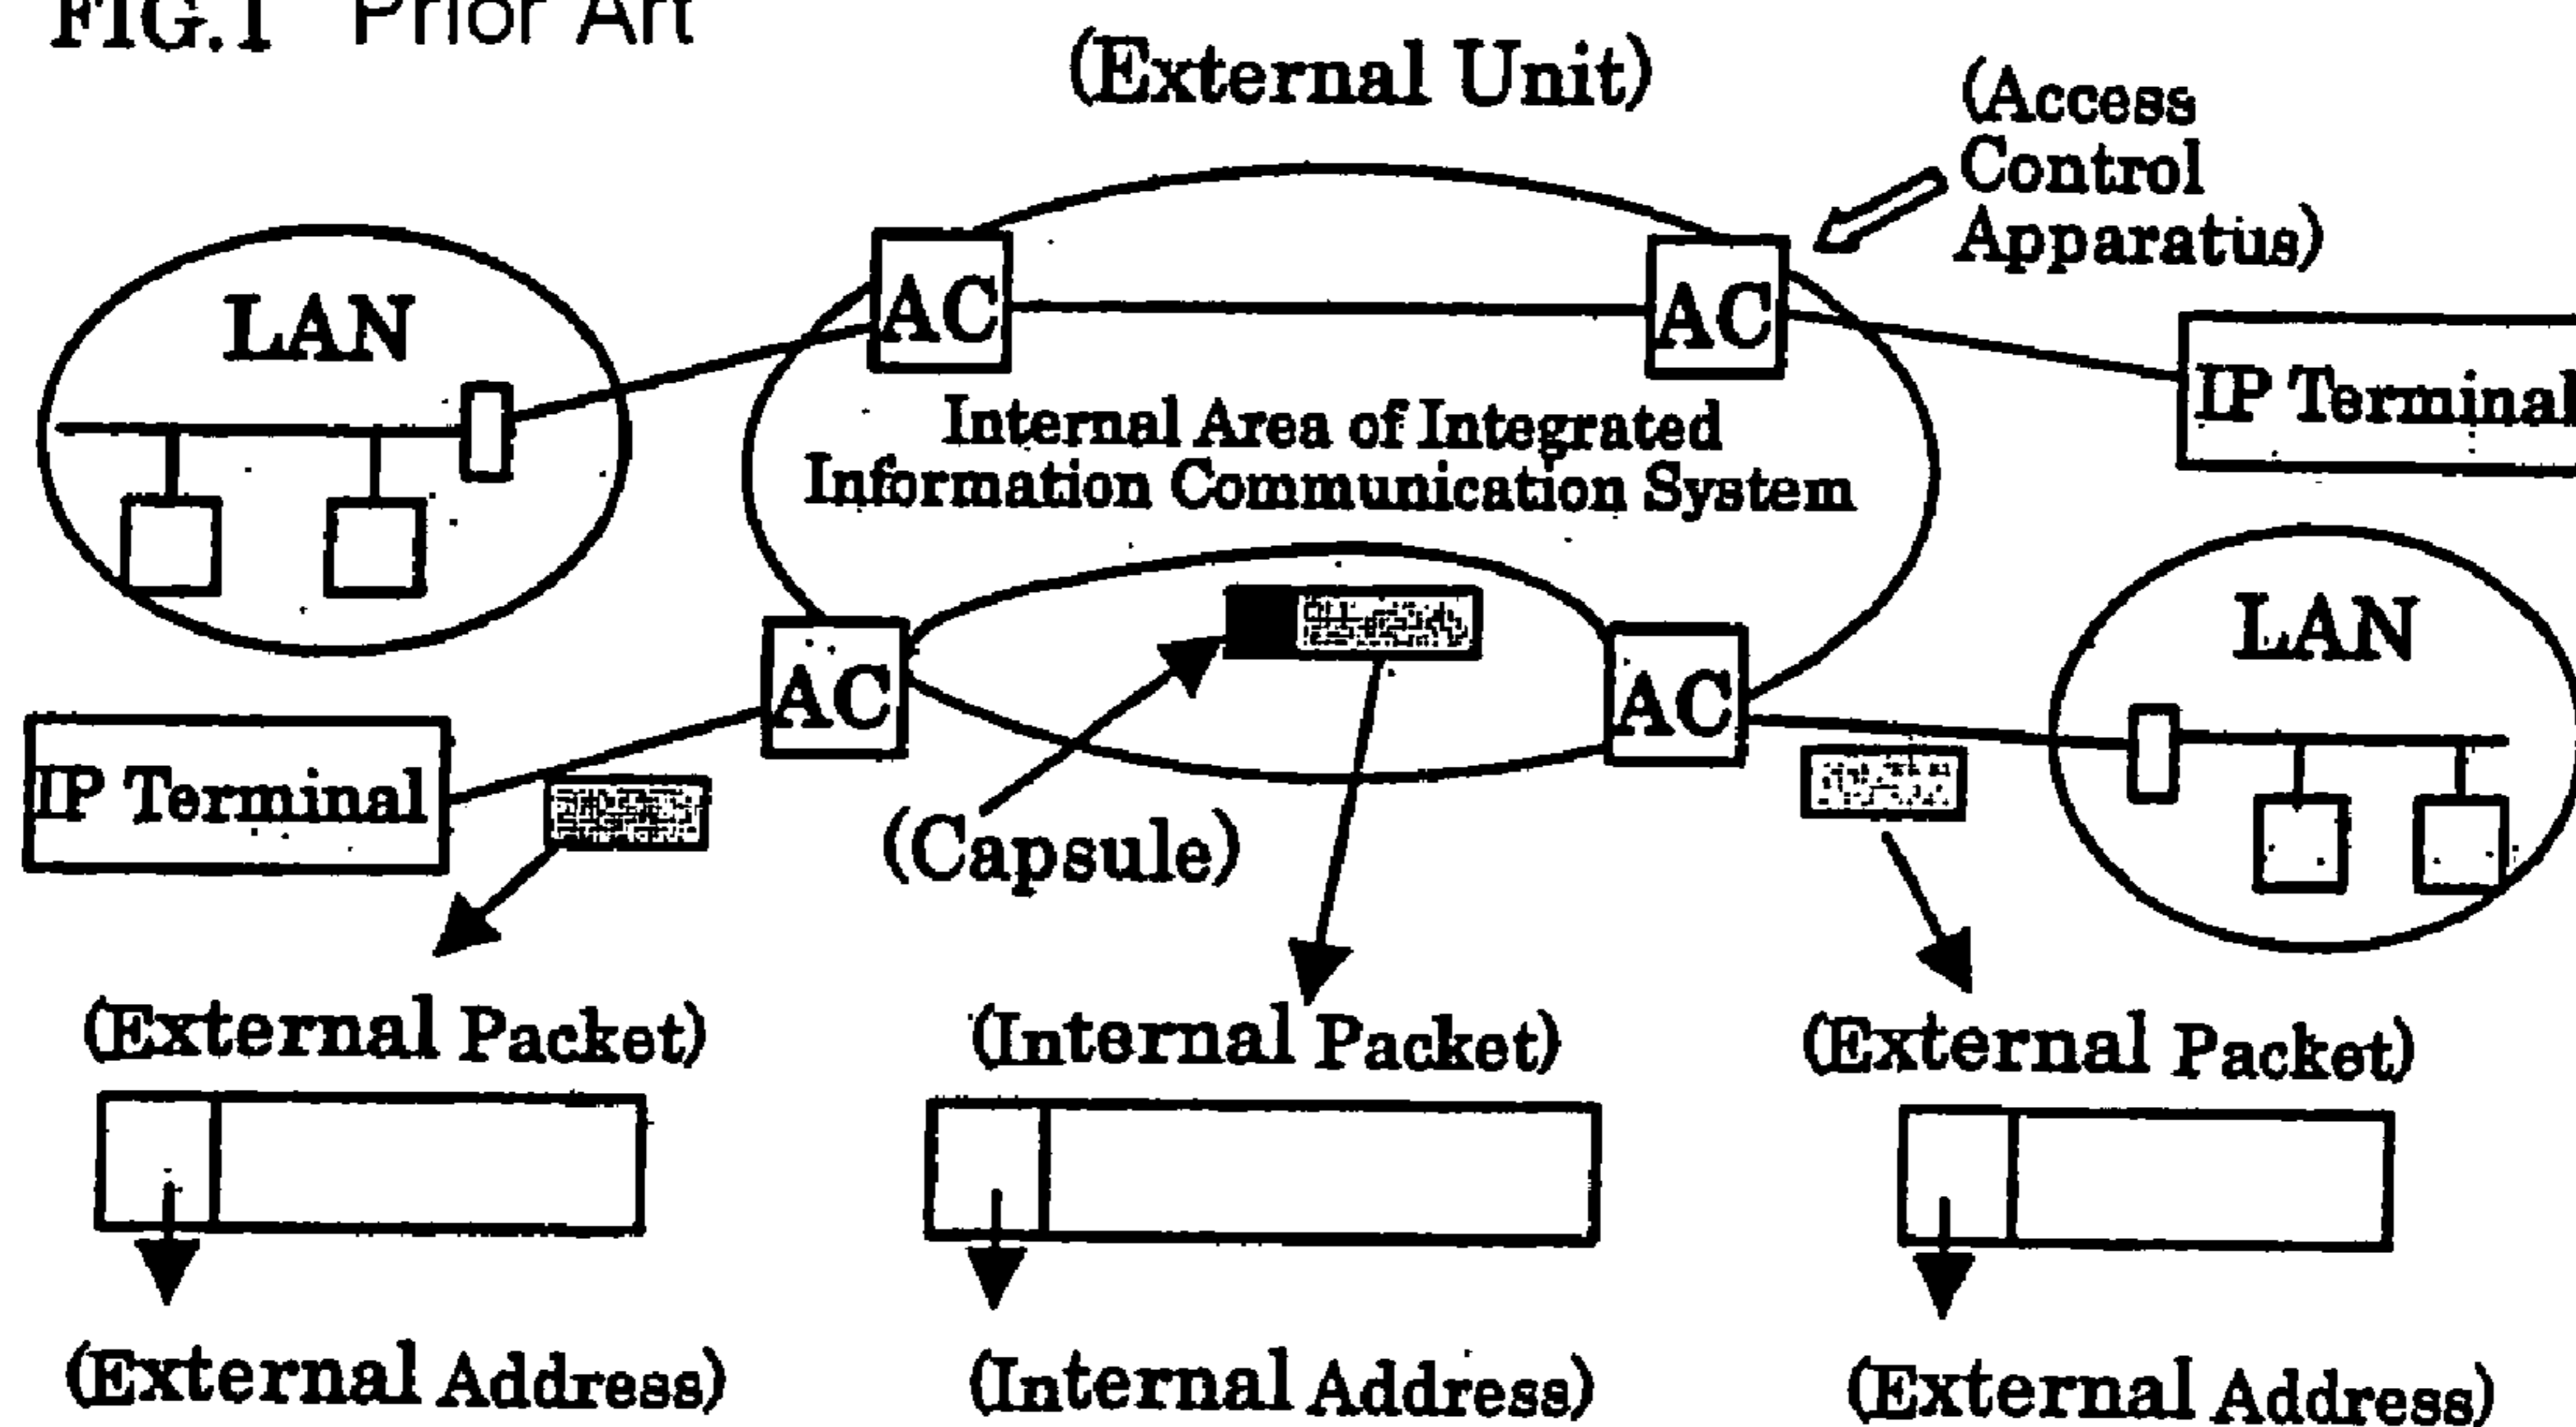 FIG.1 Prior Art
(External Unit)
(Access
Control
Apparatus)
LAN
AC
AC
IP Terminal
Internal Area of Integrated
Information Communication System
LAN
AC
AC
IP Terminal
(Capsule)
(External Packet)
(Internal Packet)
(External Packet)
(External Address)
(Internal Address)
(External Address)